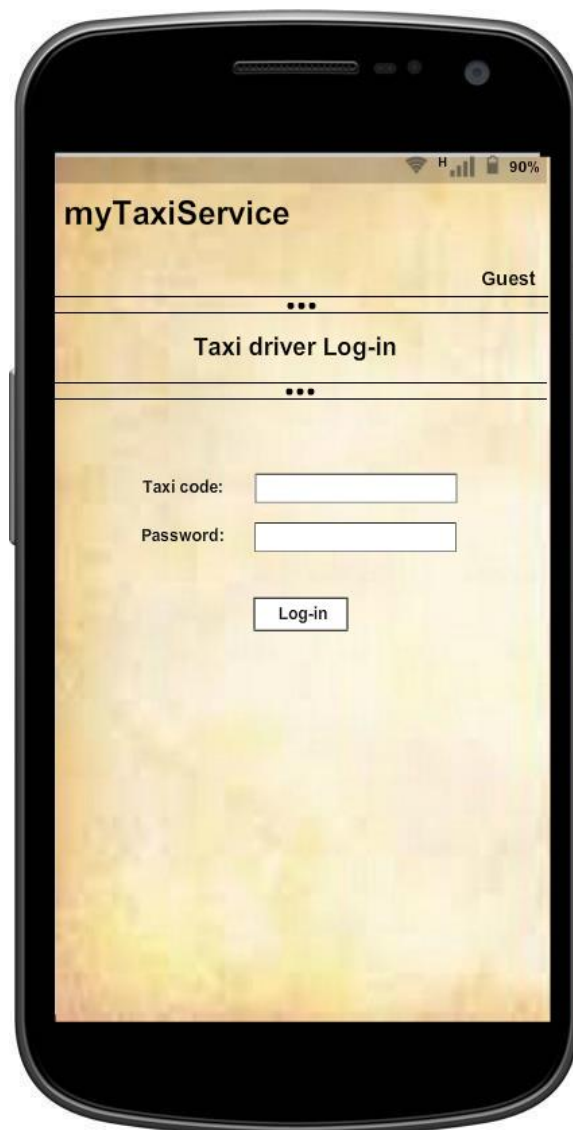 H 90%
myTaxiService
Guest
Taxi driver Log-in
Taxi code:
Password:
Log-in